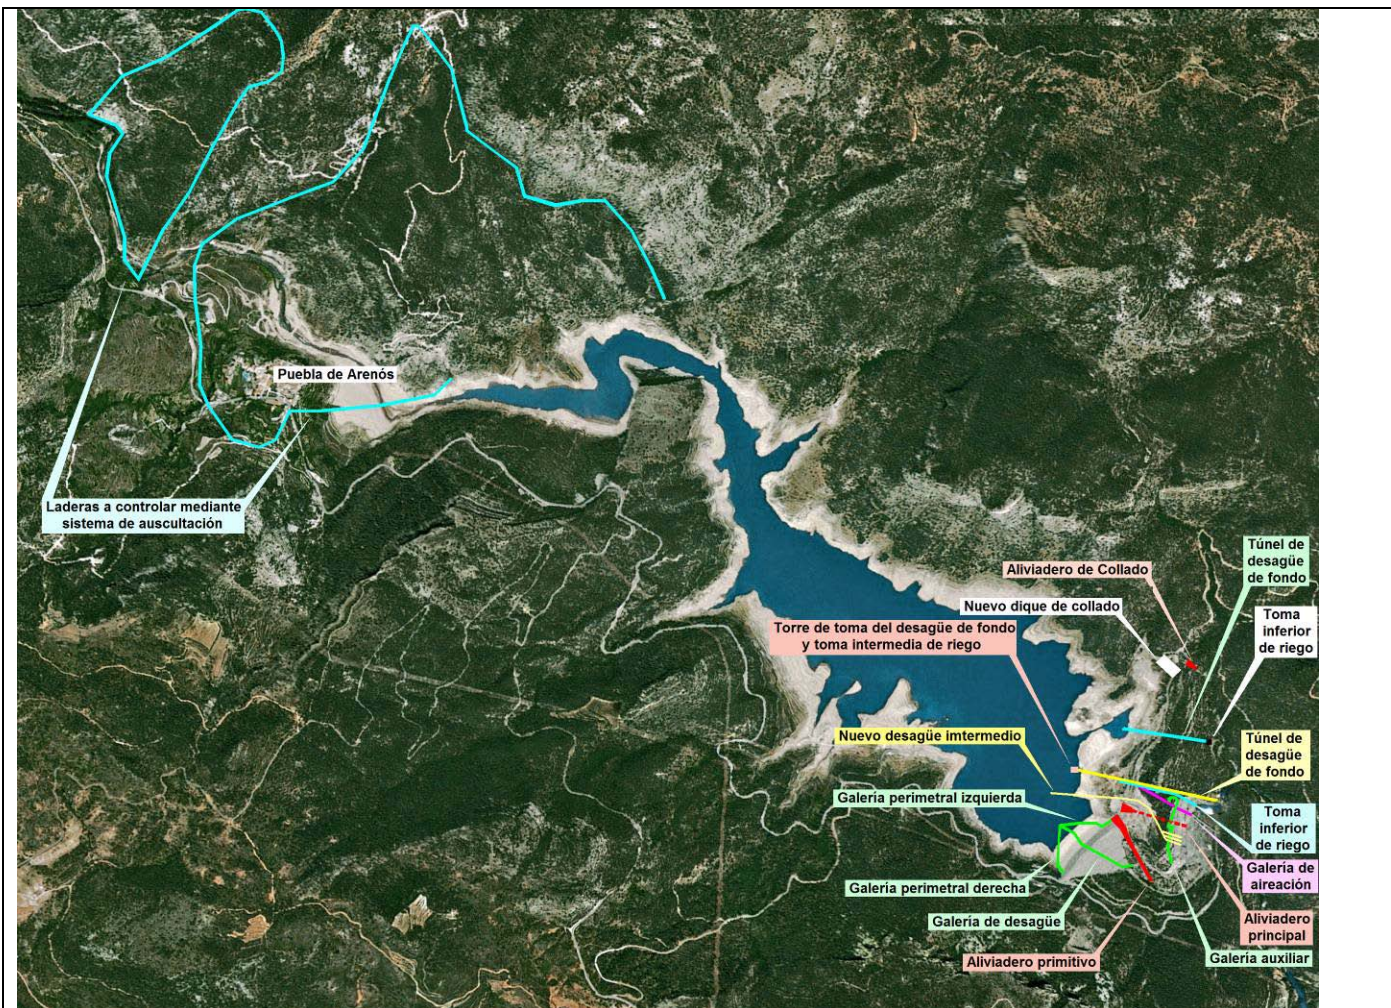 Puebla de Arenós
Laderas a controlar mediante
sistema de auscultación
Túnel de
desagüe
de fondo
Aliviadero de Collado
Nuevo dique de collado
Toma
inferior
de riego
Torre de toma del desagüe de fondo
y toma intermedia de riego
Nuevo desagüe imtermedio
Túnel de
desagüe
de fondo
Galería perimetral izquierda
Toma
inferior
de riego
Galería de
aireación
Galería perimetral derecha
Galería de desagüe
Aliviadero
principal
Aliviadero primitivo
Galería auxiliar